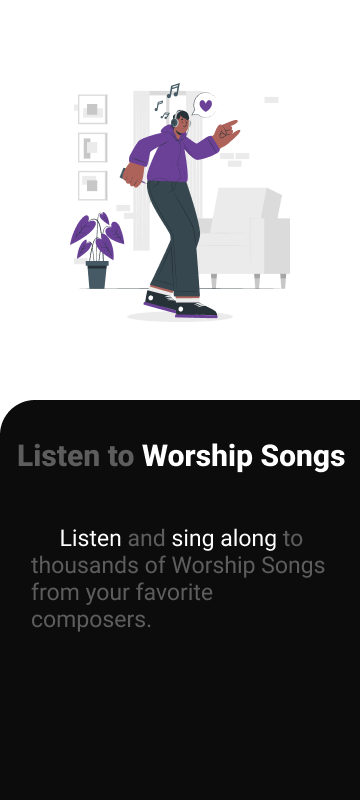 Listen to Worship Songs
Listen and sing along to
thousands of Worship Songs
from your favorite
composers.